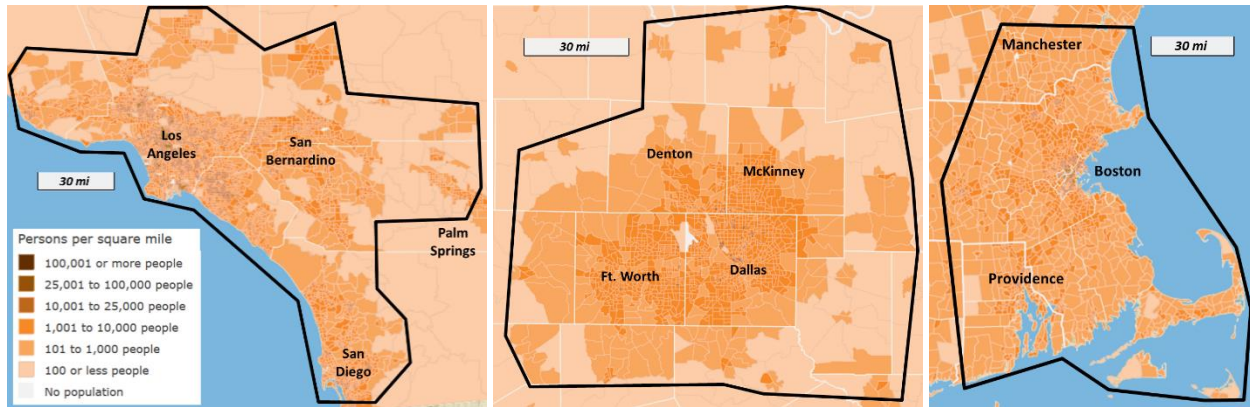 Los
Angeles
San
Bernardino
30 mi
Palm
Springs
San
Diego
Persons per square mile
100,001 or more people
25,001 to 100,000 people
10,001 to 25,000 people
1,001 to 10,000 people
101 to 1,000 people
100 or less people
No population
30 mi
Denton
McKinney
Ft. Worth
Dallas
Manchester
30 mi
Boston
Providence